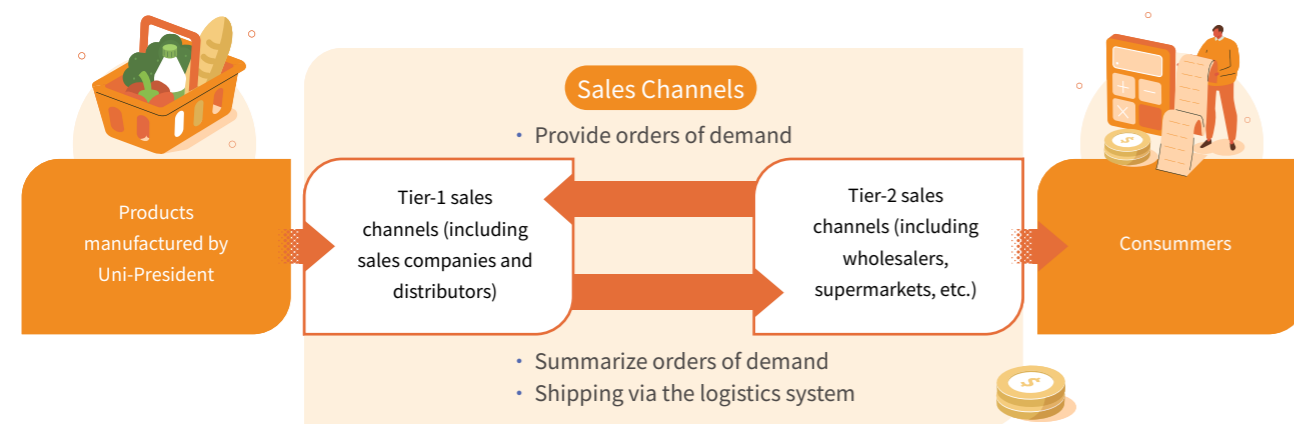 Sales Channels
• Provide orders of demand
Products
manufactured by
Uni-President
Tier-1 sales
channels (including
sales companies and
distributors)
Tier-2 sales
channels (including
wholesalers,
supermarkets, etc.)
Consummers
• Summarize orders of demand
• Shipping via the logistics system